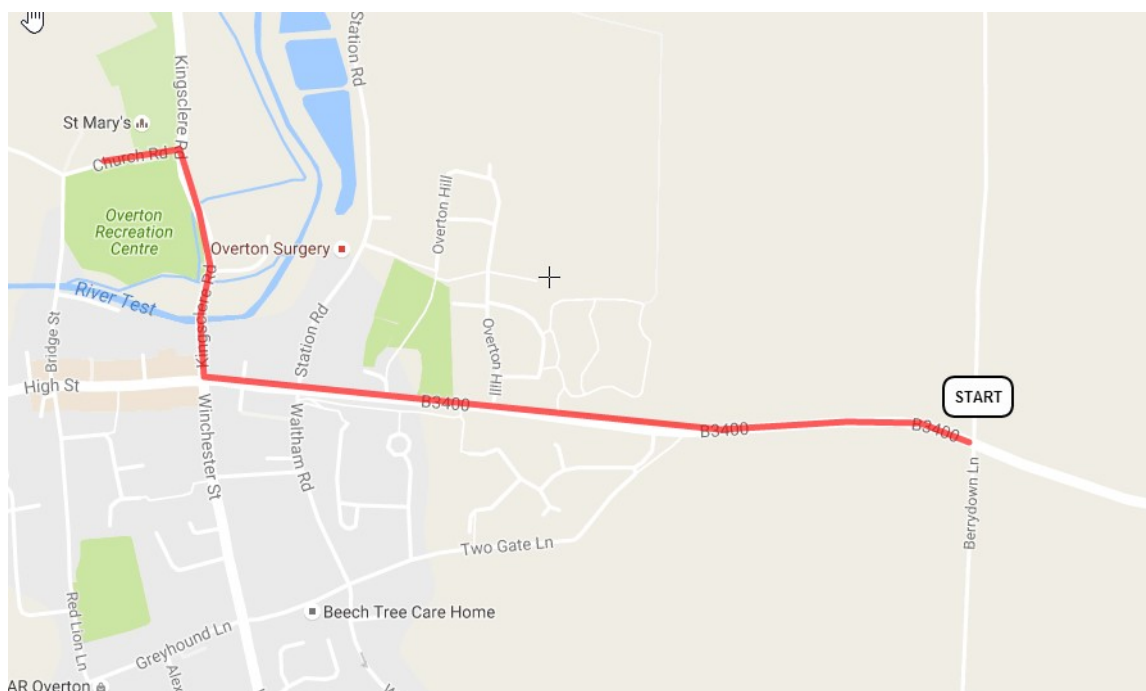 Station Rd
Kingsclere Rd
St Mary's
Church Rd
Overton
Recreation
Centre
Overton Surgery
Overton Hill
River Test
Kingsclere Rd
Station Rd
Bridge St
Overton Hill
High St
B3400
B3400
B3400
START
Winchester St
Waltham Rd
Berrydown Ln
Two Gate Ln
Red Lion Ln
Beech Tree Care Home
Greyhound Ln
Alex
W
AR Overton